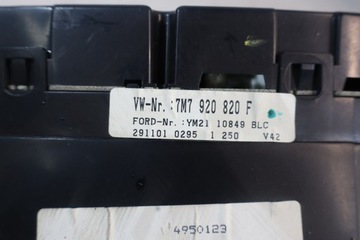 VW-Nr.:7M7 920 820 F
FORD-Nr.:YM21 10849 BLC
291101 0295 1 250 V42
4950123